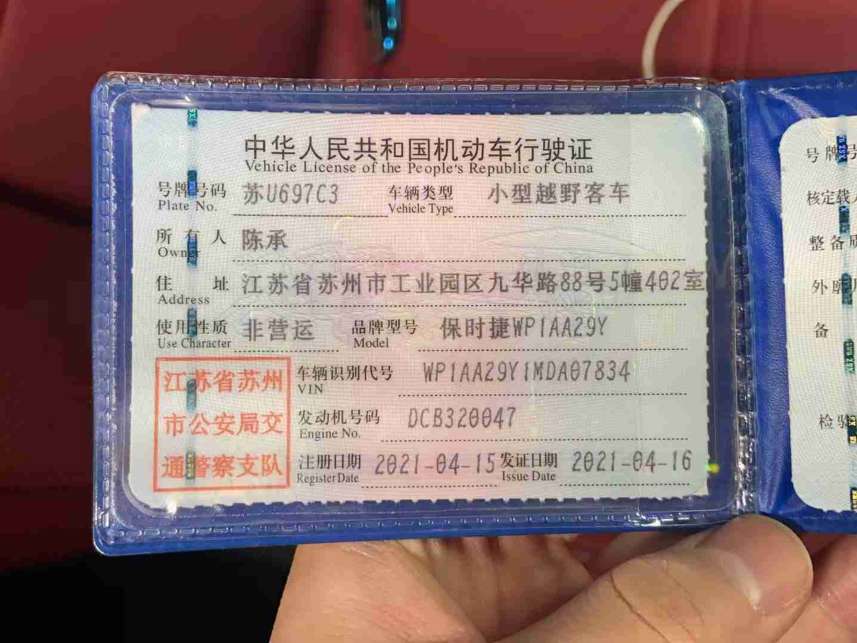 中华人民共和国机动车行驶证
Vehicle License of the People's Republic of China
号牌号码 苏U697C3 车辆类型 小型越野客车
Plate No. Vehicle Type
所有人 陈承
Owner
住址 江苏省苏州市工业园区九华路88号5幢402室
Address
使用性质 非营运 品牌型号 保时捷WP1AA29Y
Use Character Model
江苏省苏州
市公安局交
通警察支队
车辆识别代号 WP1AA29Y1MDA07834
VIN
发动机号码 DCB320047
Engine No.
注册日期 2021-04-15 发证日期 2021-04-16
Register Date Issue Date
号牌号
核定载人
整备质
外廓尺
备
检验